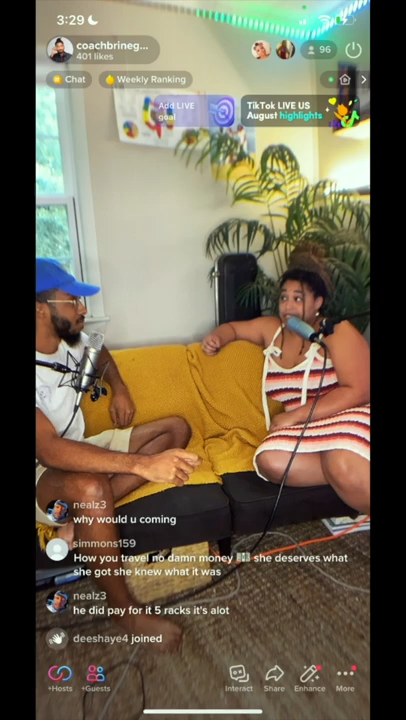 3:29
coachbrineg...
401 likes
96
Chat
Weekly Ranking
Add LIVE
goal
TikTok LIVE US
August highlights
nealz3
why would u coming
simmons159
How you travel no damn money 💵 she deserves what
she got she knew what it was
nealz3
he did pay for it 5 racks it's alot
deeshaye4 joined
+Hosts
+Guests
Interact
Share
Enhance
More